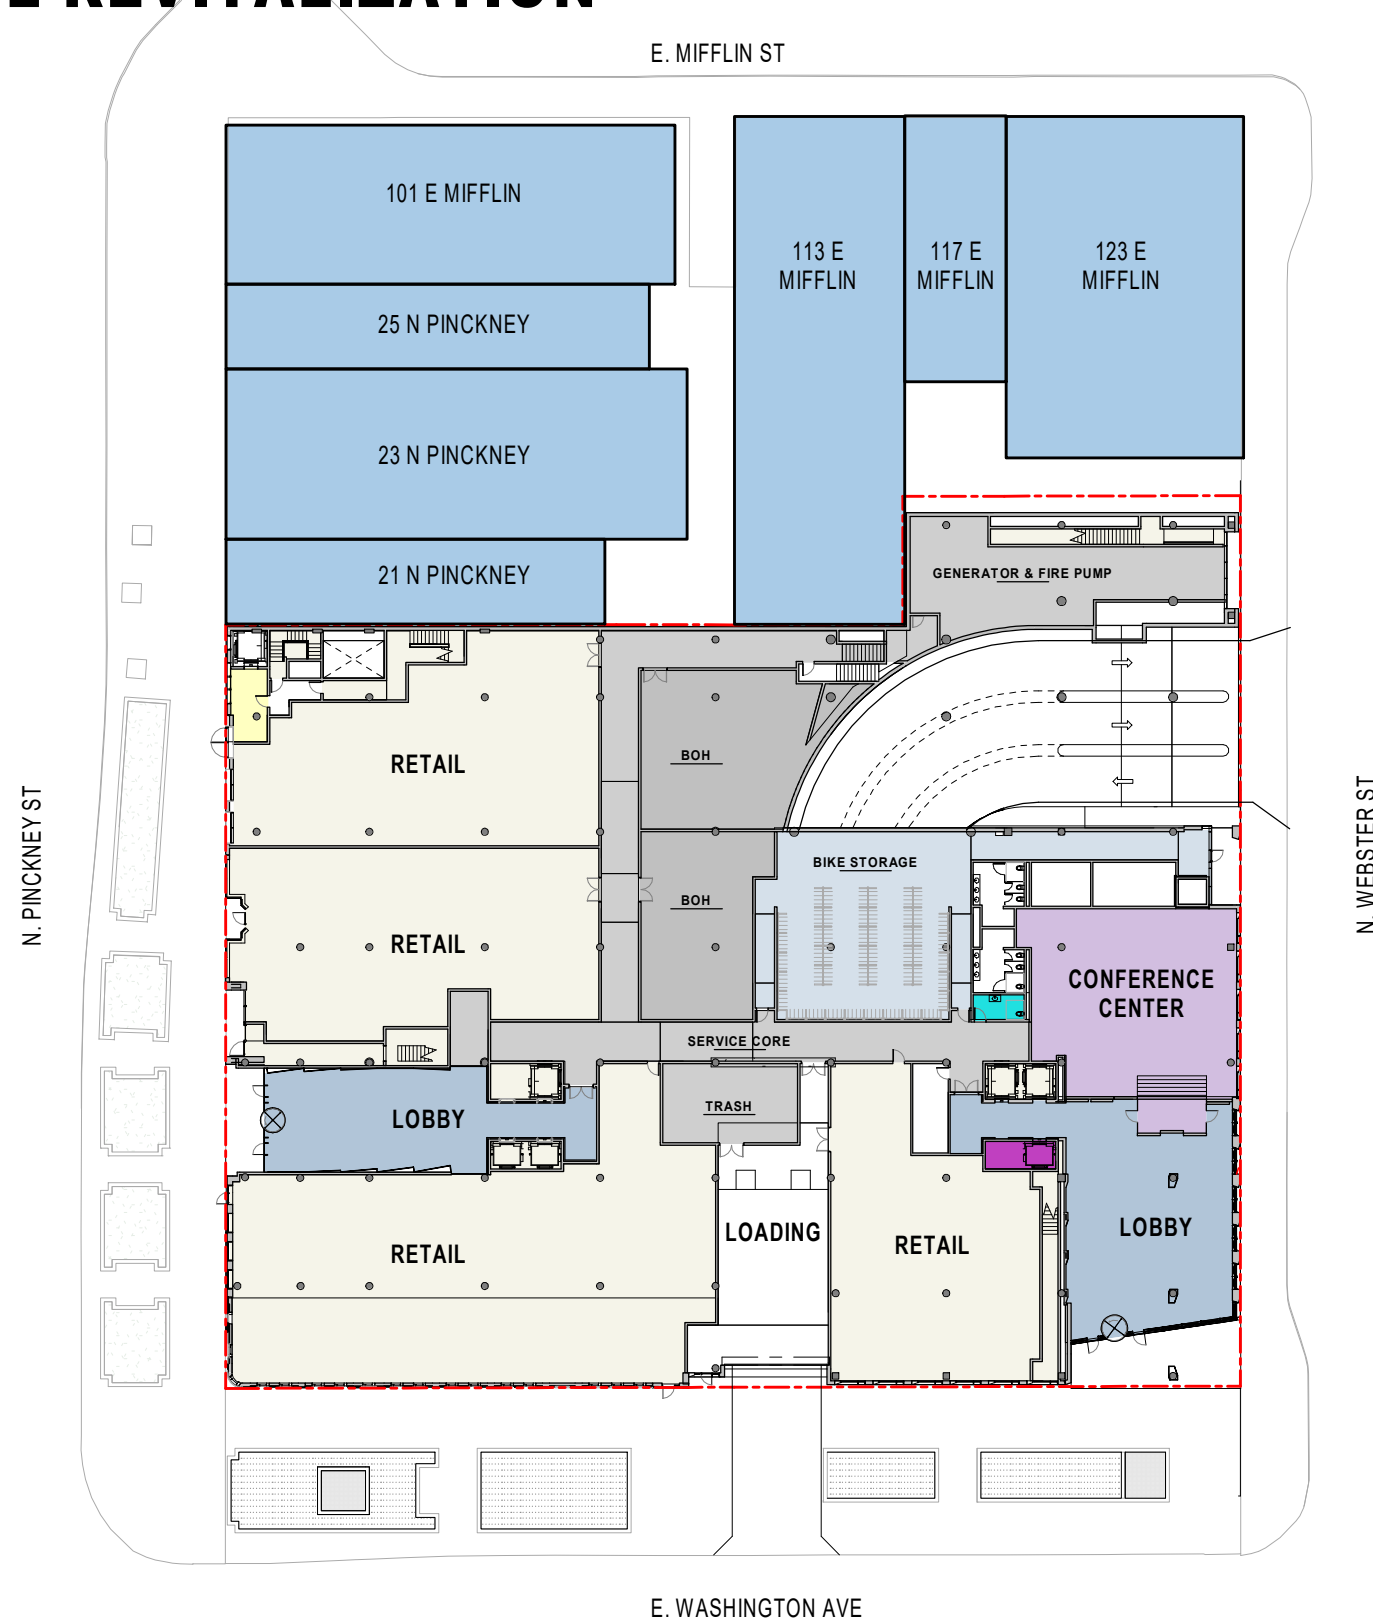 E REVITALIZATION
E. MIFFLIN ST
101 E MIFFLIN
113 E
MIFFLIN
117 E
MIFFLIN
123 E
MIFFLIN
25 N PINCKNEY
23 N PINCKNEY
21 N PINCKNEY
GENERATOR & FIRE PUMP
RETAIL
BOH
N. PINCKNEY ST
N. WEBSTER ST
BIKE STORAGE
BOH
RETAIL
CONFERENCE
CENTER
SERVICE CORE
TRASH
LOBBY
LOADING
RETAIL
LOBBY
RETAIL
E. WASHINGTON AVE